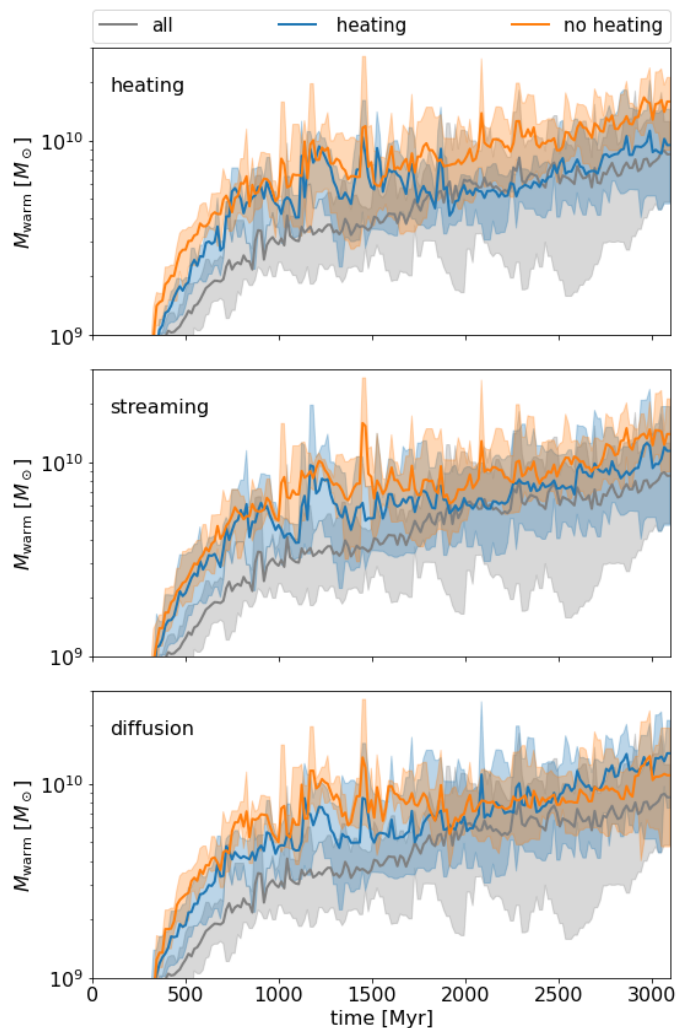 all heating no heating
heating
10^10
M_warm [M_⊙]
10^9
streaming
10^10
M_warm [M_⊙]
10^9
diffusion
10^10
M_warm [M_⊙]
10^9
0 500 1000 1500 2000 2500 3000
time [Myr]